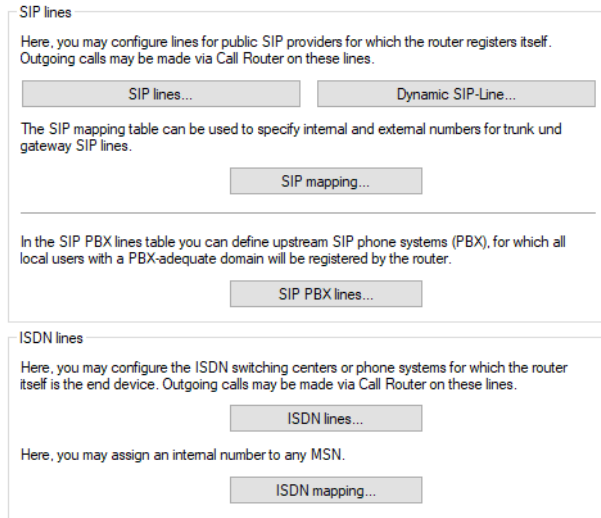 SIP lines
Here, you may configure lines for public SIP providers for which the router registers itself.
Outgoing calls may be made via Call Router on these lines.
SIP lines...
Dynamic SIP-Line...
The SIP mapping table can be used to specify internal and external numbers for trunk und
gateway SIP lines.
SIP mapping...
In the SIP PBX lines table you can define upstream SIP phone systems (PBX), for which all
local users with a PBX-adequate domain will be registered by the router.
SIP PBX lines...
ISDN lines
Here, you may configure the ISDN switching centers or phone systems for which the router
itself is the end device. Outgoing calls may be made via Call Router on these lines.
ISDN lines...
Here, you may assign an internal number to any MSN.
ISDN mapping...